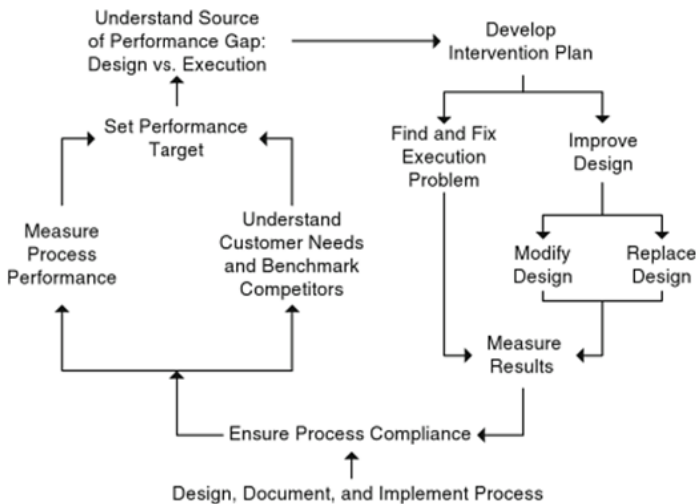 Understand Source
of Performance Gap:
Design vs. Execution
Develop
Intervention Plan
Set Performance
Target
Find and Fix
Execution
Problem
Improve
Design
Measure
Process
Performance
Understand
Customer Needs
and Benchmark
Competitors
Modify
Design
Replace
Design
Measure
Results
Ensure Process Compliance
Design, Document, and Implement Process